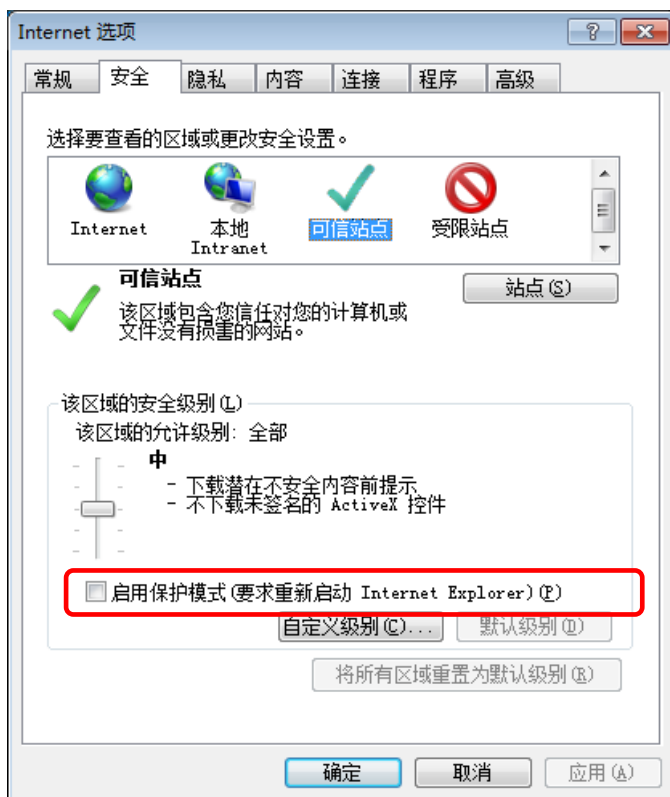 Internet 选项
常规 安全 隐私 内容 连接 程序 高级
选择要查看的区域或更改安全设置。
Internet
本地
Intranet
可信站点
受限站点
可信站点
站点(S)
该区域包含您信任对您的计算机或
文件没有损害的网站。
该区域的安全级别(L)
该区域的允许级别: 全部
中
- 下载潜在不安全内容前提示
- 不下载未签名的 ActiveX 控件
启用保护模式(要求重新启动 Internet Explorer)(P)
自定义级别(C)... 默认级别(D)
将所有区域重置为默认级别(R)
确定 取消 应用(A)